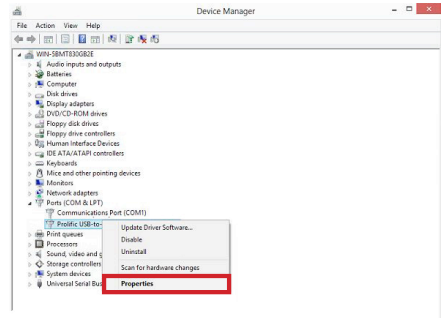 Device Manager
File Action View Help
WIN-SBMT830GB2E
Audio inputs and outputs
Batteries
Computer
Disk drives
Display adapters
DVD/CD-ROM drives
Floppy disk drives
Floppy drive controllers
Human Interface Devices
IDE ATA/ATAPI controllers
Keyboards
Mice and other pointing devices
Monitors
Network adapters
Ports (COM & LPT)
Communications Port (COM1)
Prolific USB-to-
Print queues
Processors
Sound, video and g
Storage controllers
System devices
Universal Serial Bus
Update Driver Software...
Disable
Uninstall
Scan for hardware changes
Properties